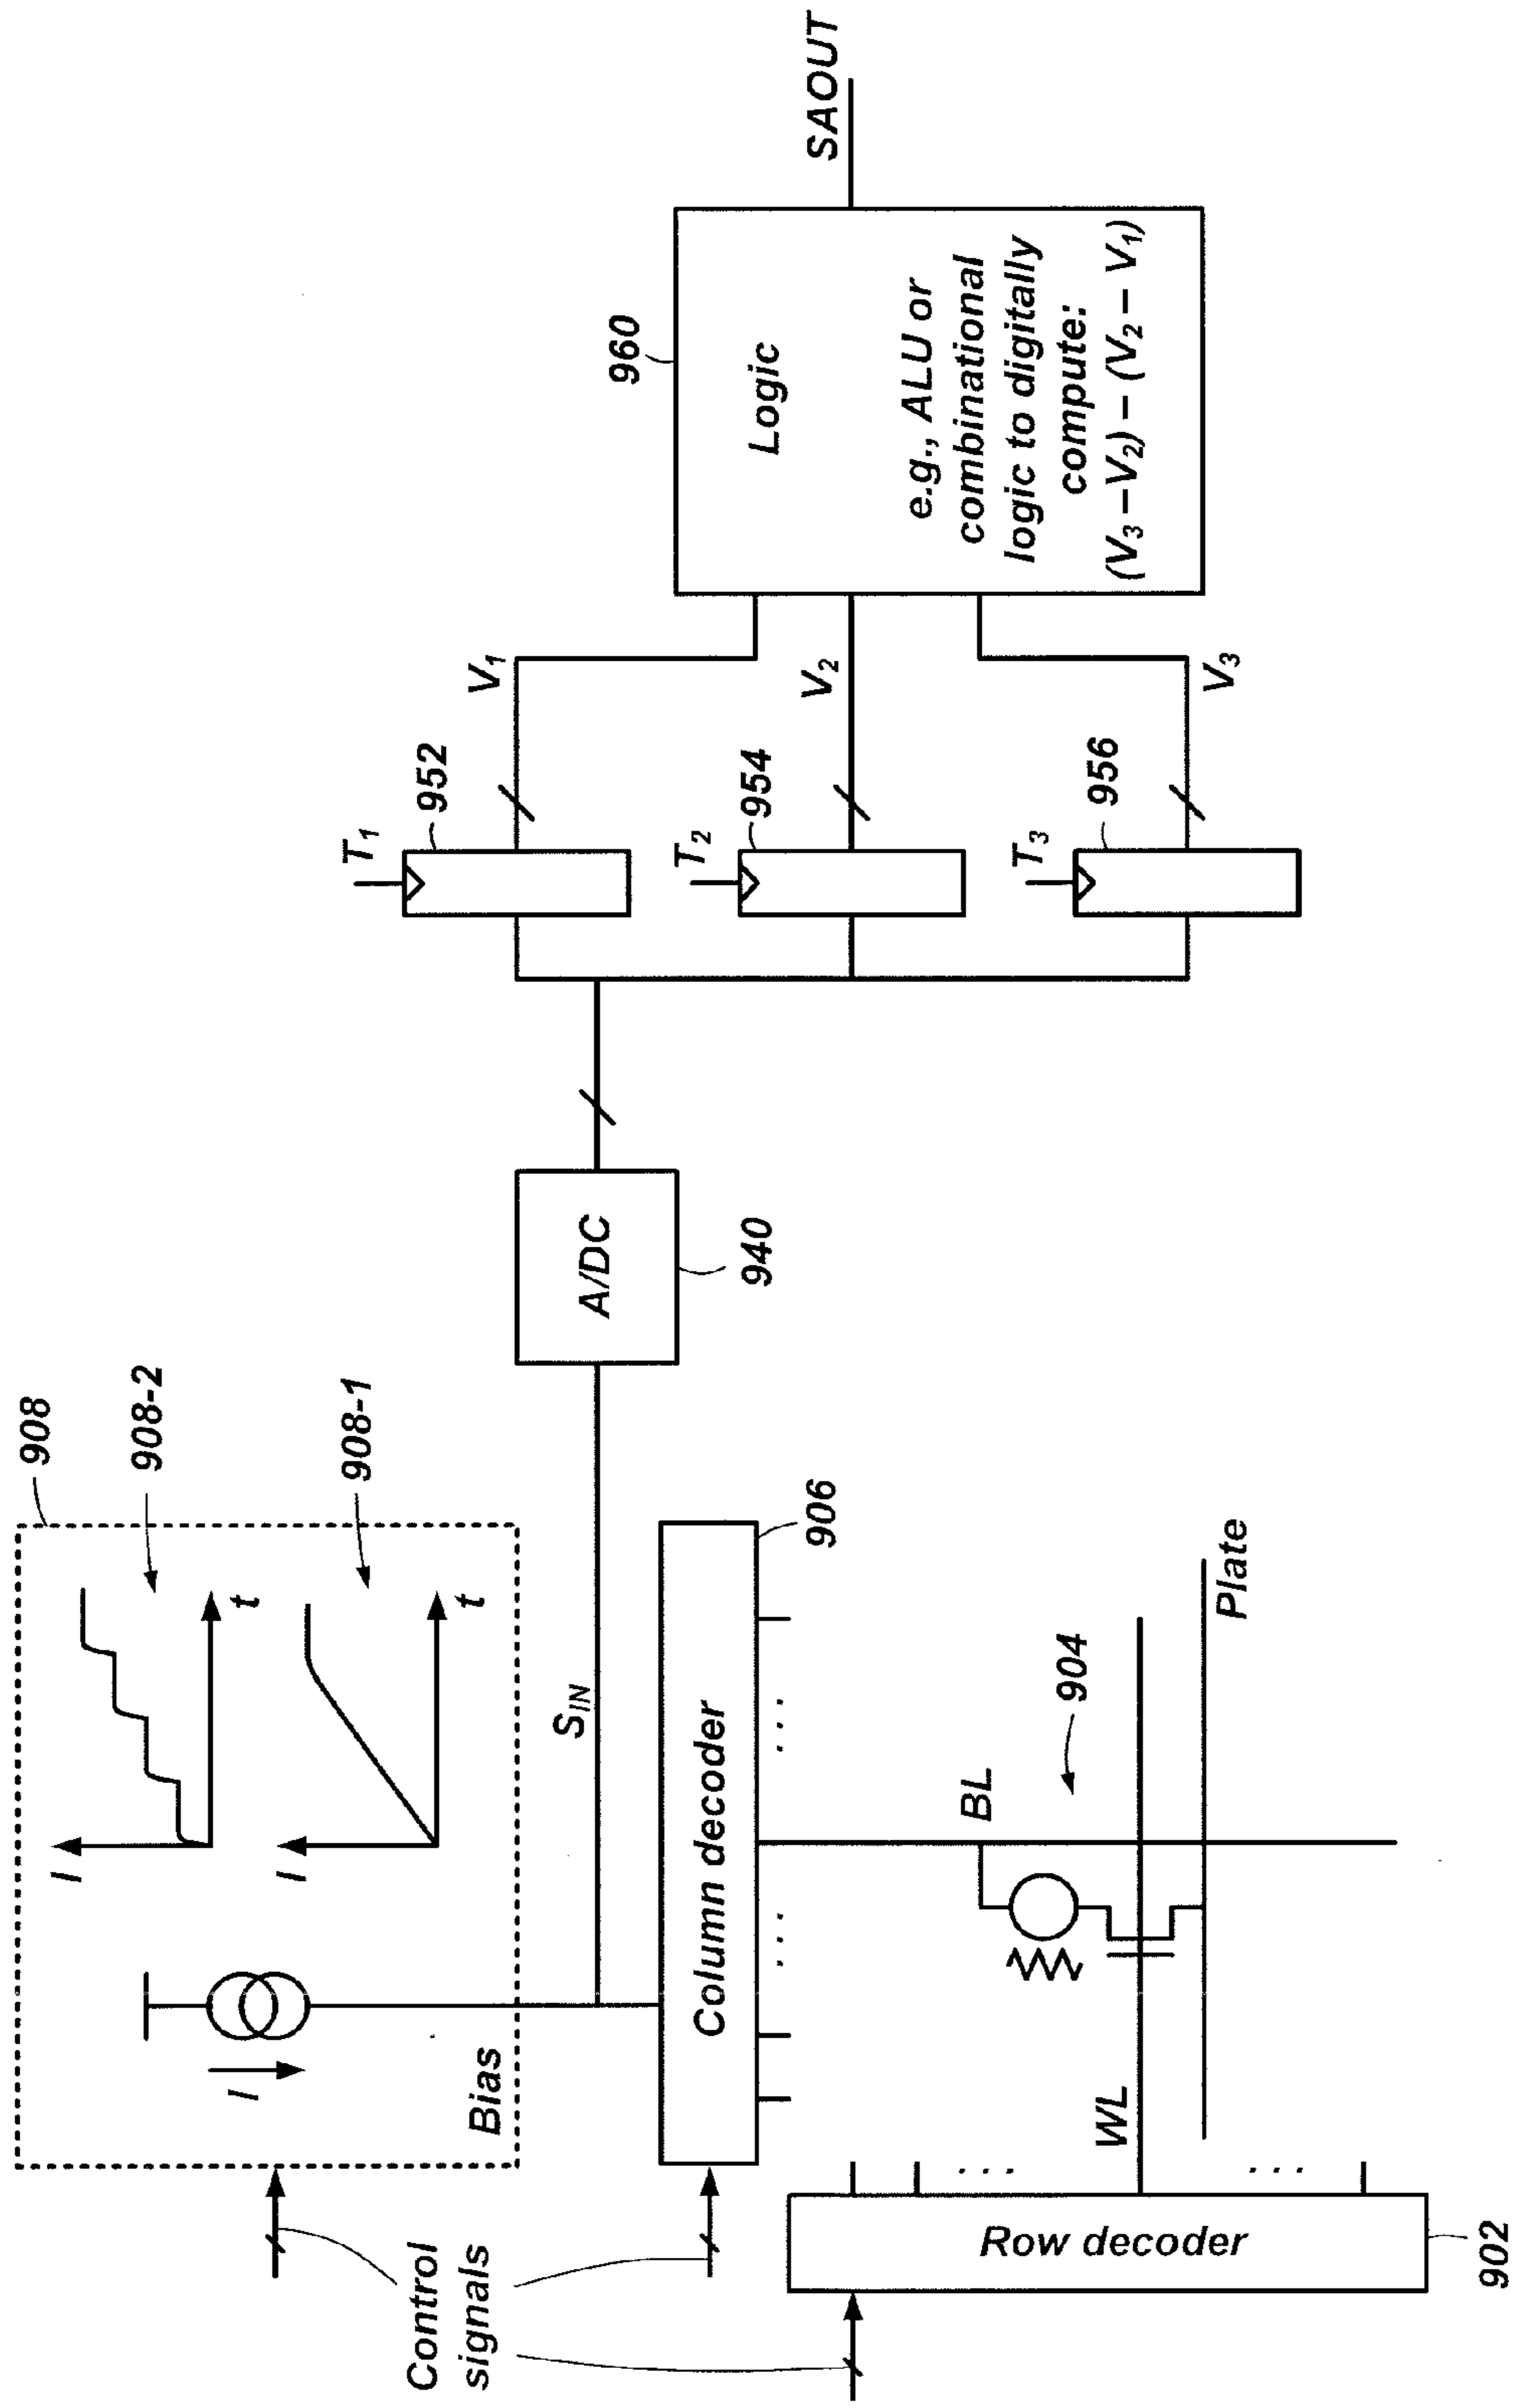 Control
signals
Bias
I
I
t
908-2
908
I
t
908-1
S_IN
Column decoder
906
Row decoder
902
WL
BL
904
Plate
A/DC
940
T₁
952
T₂
954
T₃
956
V₁
V₂
V₃
960
Logic
e.g., ALU or
combinational
logic to digitally
compute:
(V₃–V₂) – (V₂ – V₁)
SAOUT